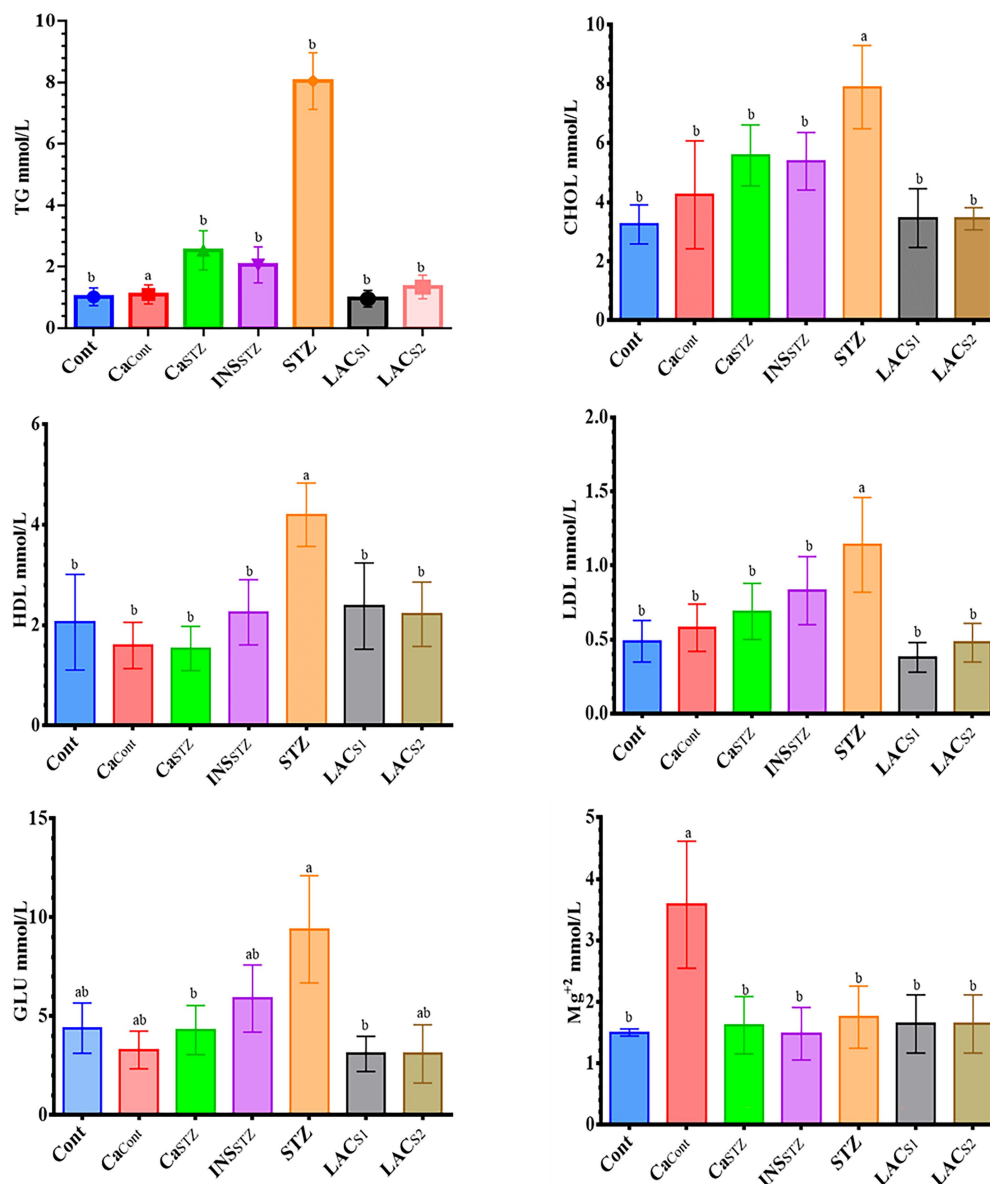 10
8
6
4
2
0
TG mmol/L
b
a
b
b
b
b
b
Cont
CaCont
CaSTZ
INSSTZ
STZ
LACS1
LACS2
10
8
6
4
2
0
CHOL mmol/L
b
b
b
b
a
b
b
Cont
CaCont
CaSTZ
INSSTZ
STZ
LACS1
LACS2
6
4
2
0
HDL mmol/L
b
b
b
b
a
b
b
Cont
CaCont
CaSTZ
INSSTZ
STZ
LACS1
LACS2
2.0
1.5
1.0
0.5
0.0
LDL mmol/L
b
b
b
b
a
b
b
Cont
CaCont
CaSTZ
INSSTZ
STZ
LACS1
LACS2
15
10
5
0
GLU mmol/L
ab
ab
b
ab
a
b
ab
Cont
CaCont
CaSTZ
INSSTZ
STZ
LACS1
LACS2
5
4
3
2
1
0
Mg+2 mmol/L
b
a
b
b
b
b
b
Cont
CaCont
CaSTZ
INSSTZ
STZ
LACS1
LACS2